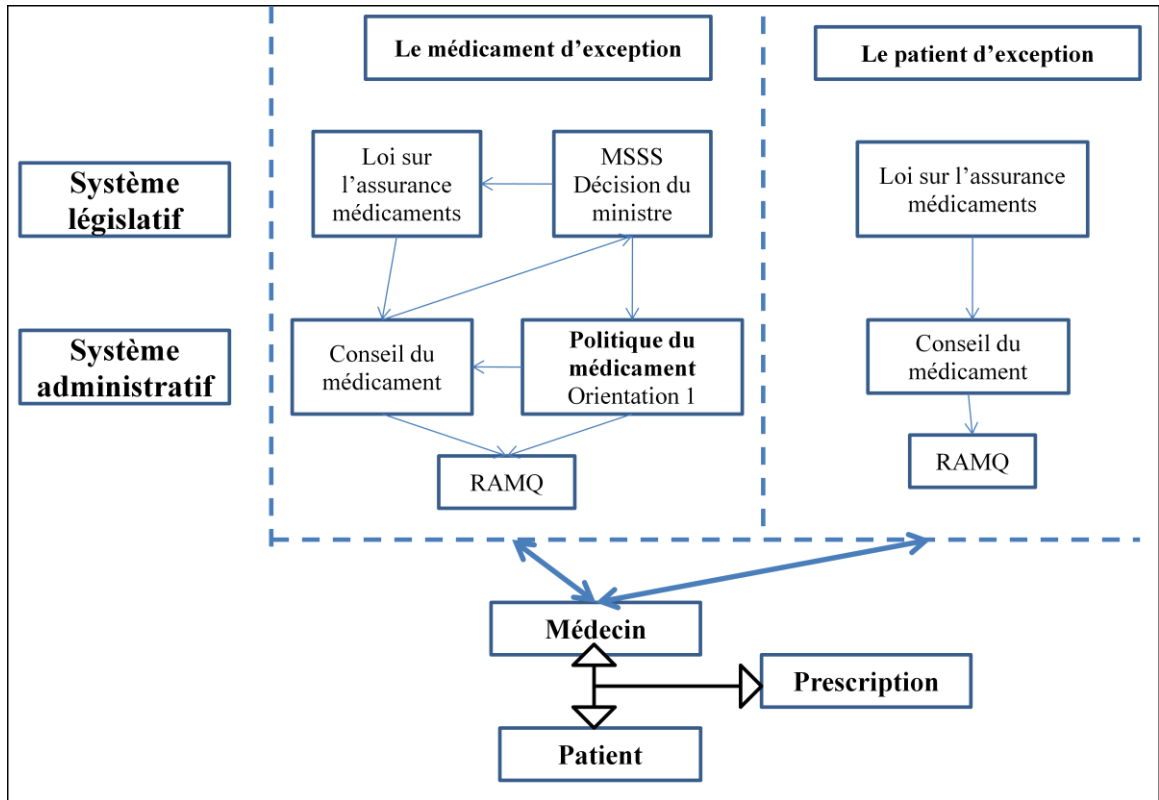 Le médicament d'exception
Le patient d'exception
Système
législatif
Loi sur
l'assurance
médicaments
MSSS
Décision du
ministre
Loi sur l'assurance
médicaments
Système
administratif
Conseil du
médicament
Politique du
médicament
Orientation 1
Conseil du
médicament
RAMQ
RAMQ
Médecin
Prescription
Patient